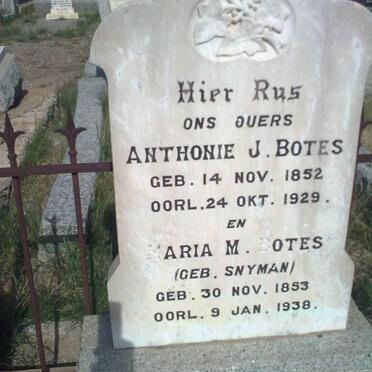 Hier Rus
ONS OUERS
ANTHONIE J. BOTES
GEB. 14 NOV. 1852
OORL. 24 OKT. 1929.
EN
MARIA M. BOTES
(GEB. SNYMAN)
GEB. 30 NOV. 1853
OORL. 9 JAN. 1938.